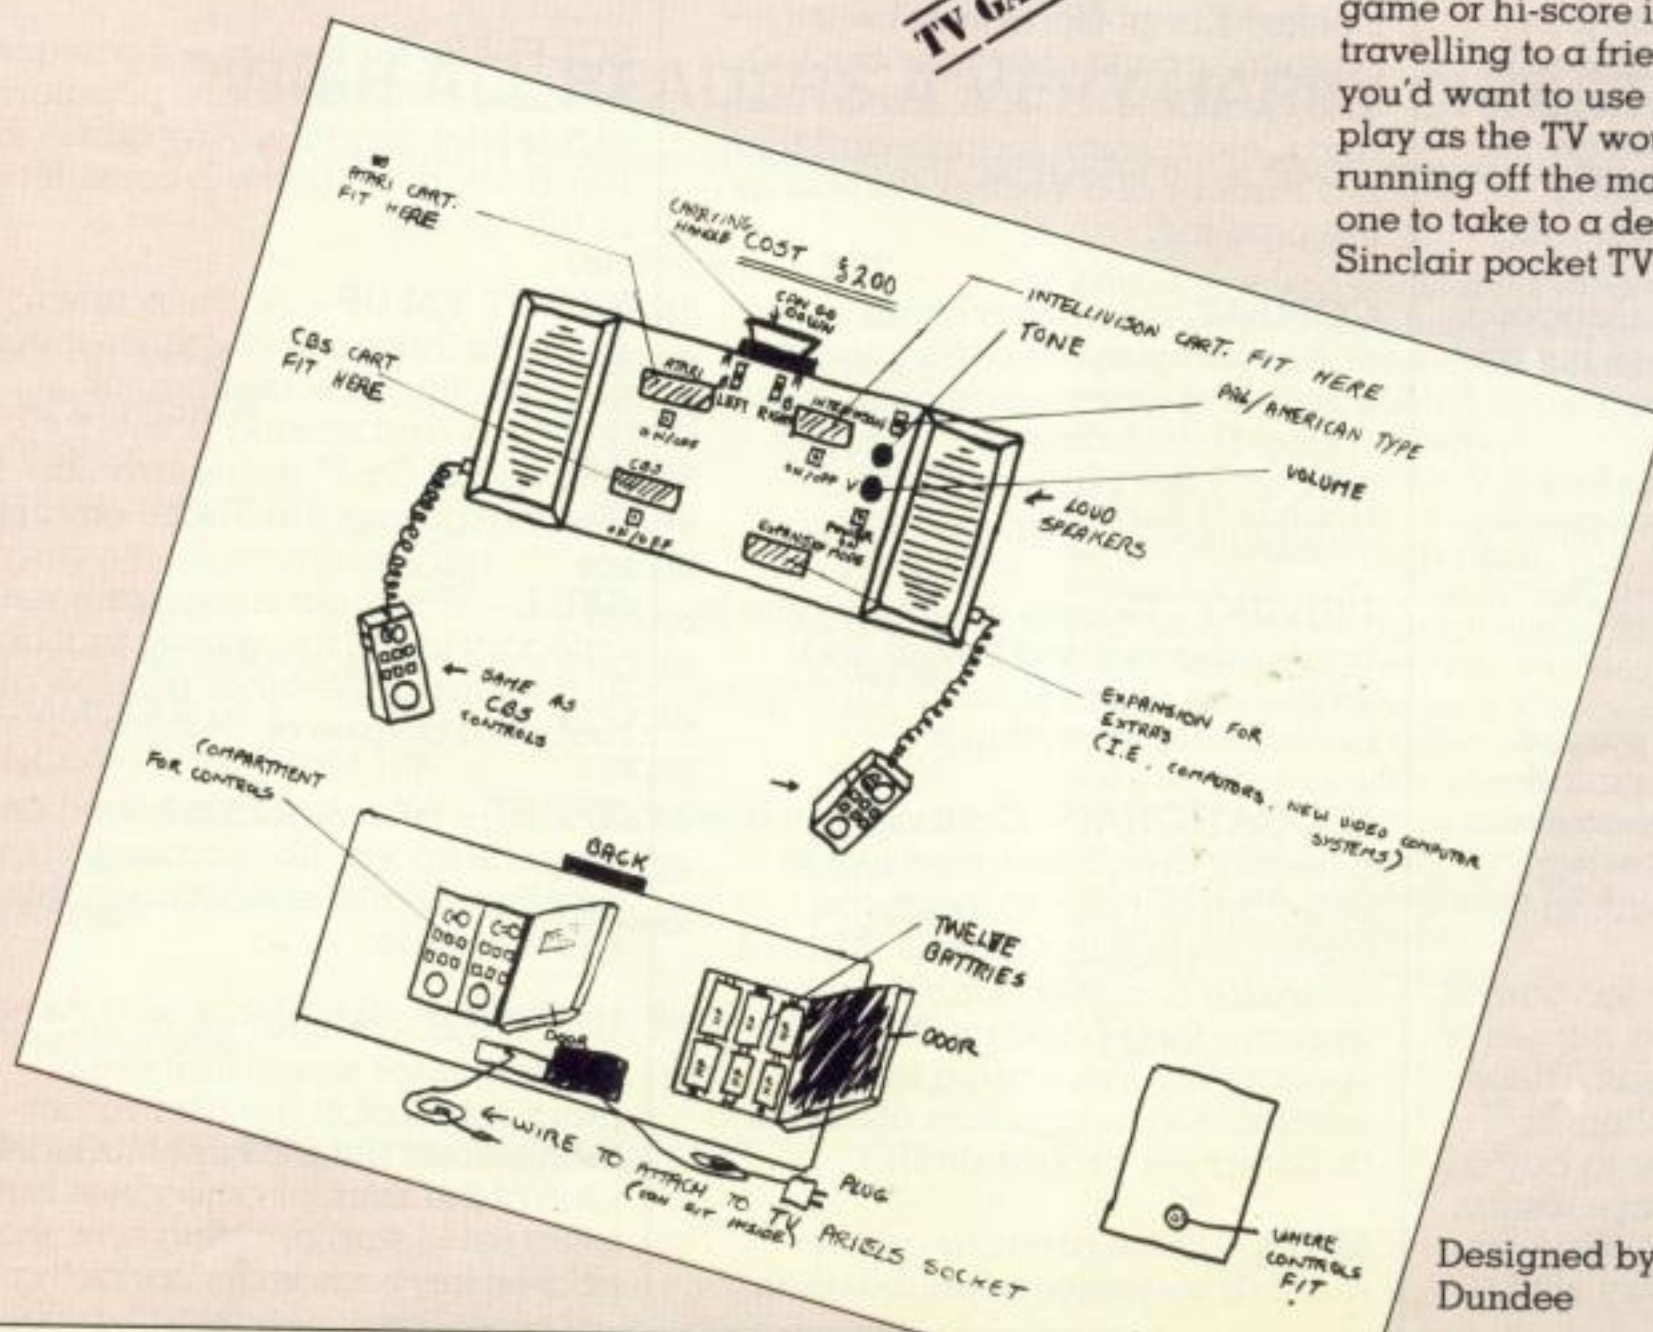 TV GA
game or hi-score i
travelling to a frie
you'd want to use
play as the TV wou
running off the ma
one to take to a de
Sinclair pocket TV
ATARI CART.
FIT HERE
CARRYING
HANDLE
COST $200
CAN GO
DOWN
INTELLIVISON CART. FIT HERE
TONE
PAL/AMERICAN TYPE
VOLUME
CBS CART
FIT HERE
ATARI
LEFT RIGHT
ON/OFF
ON/OFF V
CBS
ON/OFF
POWER
EXPANSION MODE
LOUD
SPEAKERS
SAME AS
CBS
CONTROLS
EXPANSION FOR
EXTRAS
(I.E. COMPUTORS, NEW VIDEO COMPUTOR
SYSTEMS)
COMPARTMENT
FOR CONTROLS
BACK
TWELVE
BATTRIES
DOOR
DOOR
WIRE TO ATTACH TO TV ARIELS SOCKET
(CAN FIT INSIDE)
PLUG
WHERE
CONTROLS
FIT
Designed by
Dundee